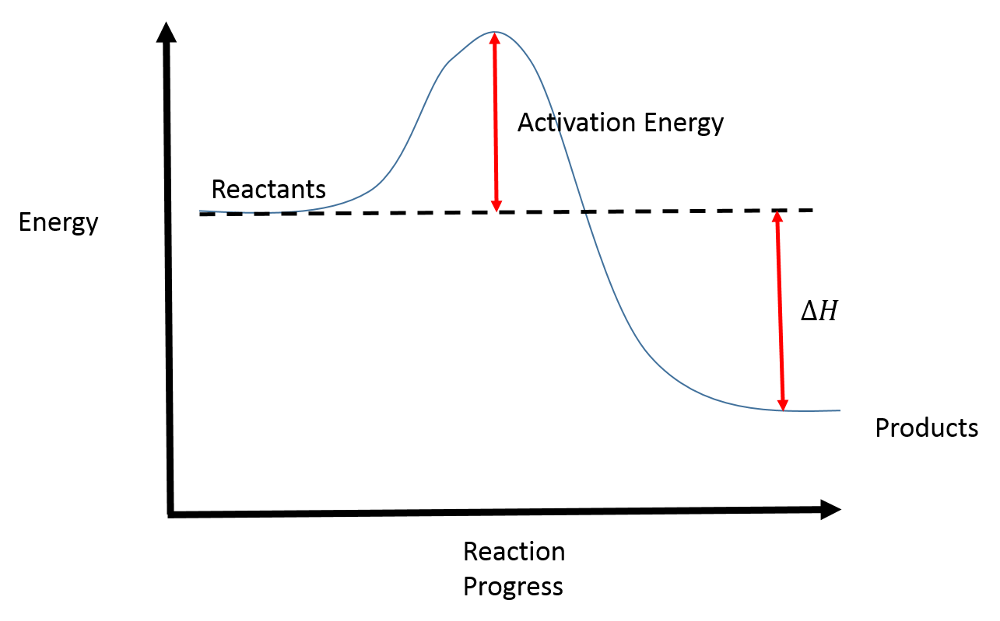 Activation Energy
Reactants
Energy
ΔH
Products
Reaction
Progress